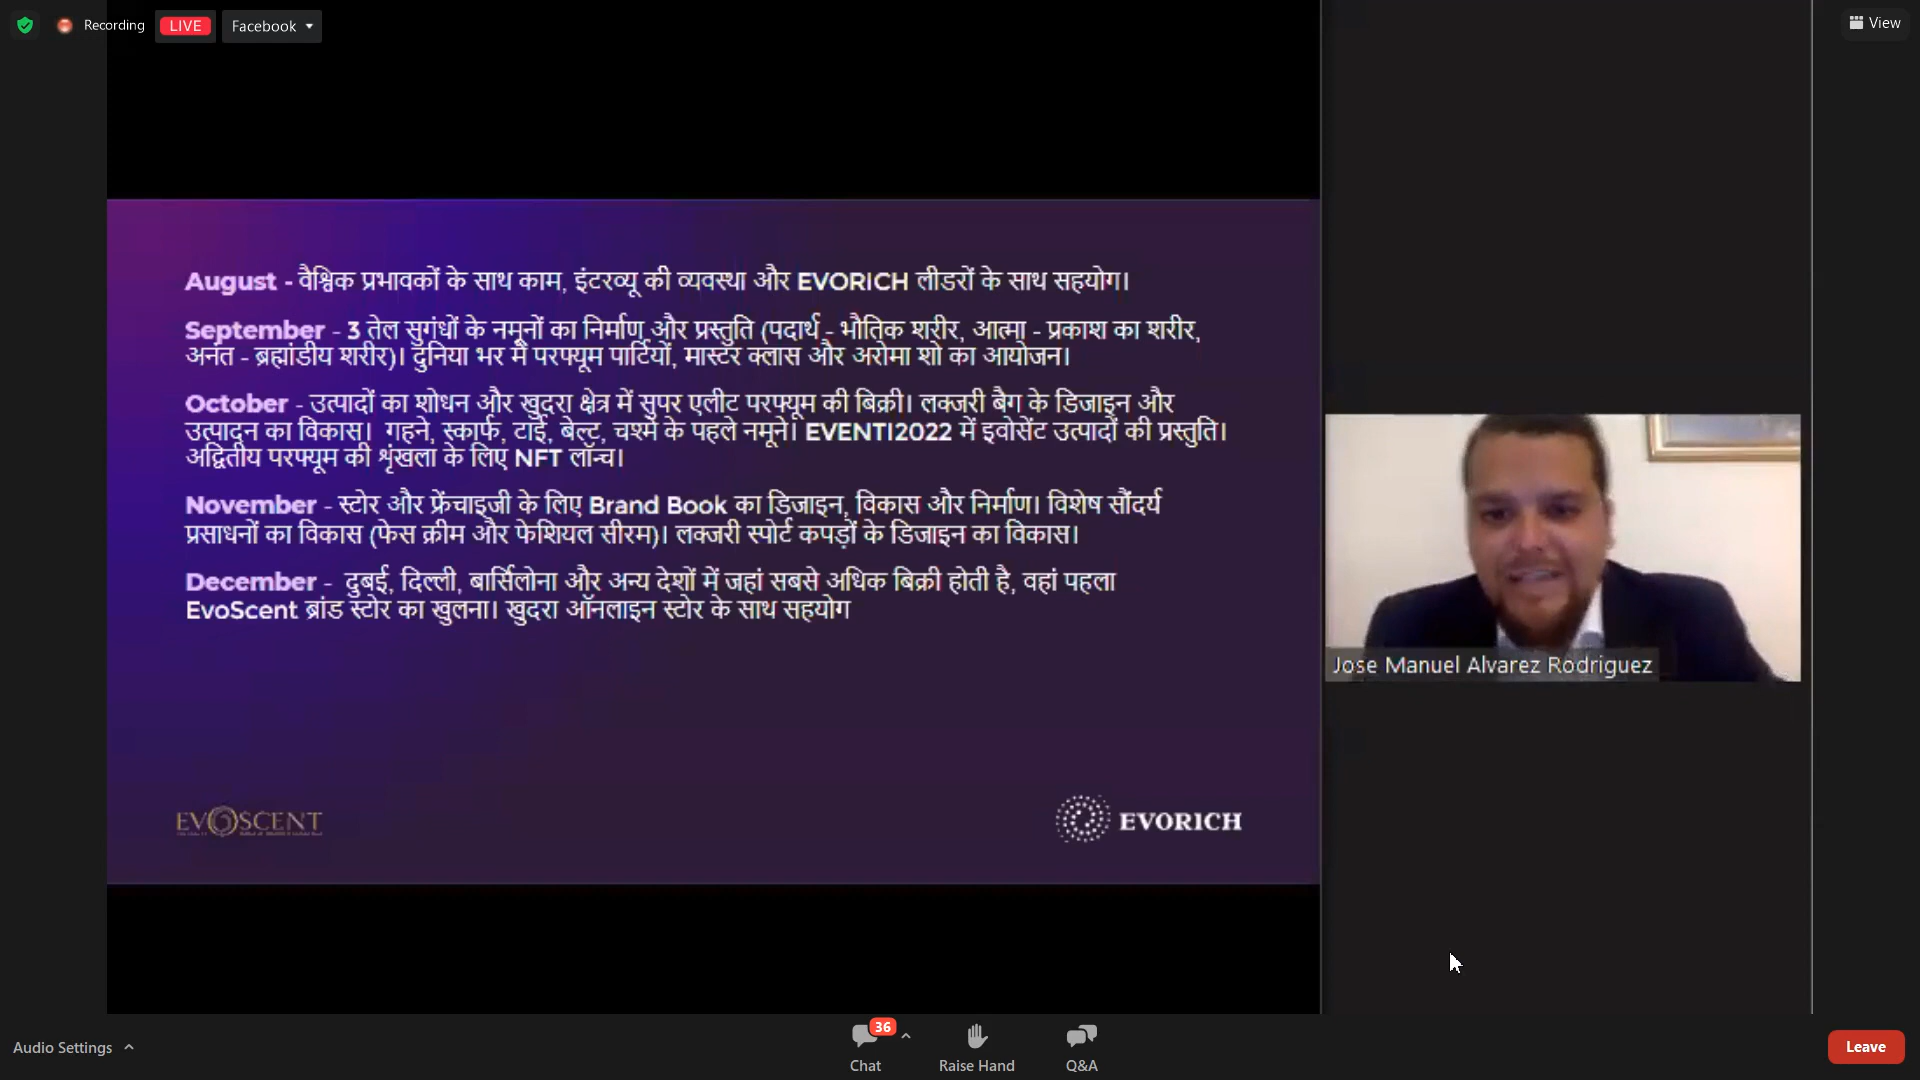 Recording
LIVE
Facebook
View
August - वैश्विक प्रभावकों के साथ काम, इंटरव्यू की व्यवस्था और EVORICH लीडरों के साथ सहयोग।
September - 3 तेल सुगंधों के नमूनों का निर्माण और प्रस्तुति (पदार्थ - भौतिक शरीर, आत्मा - प्रकाश का शरीर,
अनंत - ब्रह्मांडीय शरीर)। दुनिया भर में परफ्यूम पार्टियों, मास्टर क्लास और अरोमा शो का आयोजन।
October - उत्पादों का शोधन और खुदरा क्षेत्र में सुपर एलीट परफ्यूम की बिक्री। लक्जरी बैग के डिजाइन और
उत्पादन का विकास। गहने, स्कार्फ, टाई, बेल्ट, चश्मे के पहले नमूने। EVENTI2022 में इवोसेंट उत्पादों की प्रस्तुति।
अद्वितीय परफ्यूम की शृंखला के लिए NFT लॉन्च।
November - स्टोर और फ्रेंचाइजी के लिए Brand Book का डिजाइन, विकास और निर्माण। विशेष सौंदर्य
प्रसाधनों का विकास (फेस क्रीम और फेशियल सीरम)। लक्जरी स्पोर्ट कपड़ों के डिजाइन का विकास।
December - दुबई, दिल्ली, बार्सिलोना और अन्य देशों में जहां सबसे अधिक बिक्री होती है, वहां पहला
EvoScent ब्रांड स्टोर का खुलना। खुदरा ऑनलाइन स्टोर के साथ सहयोग
EVOSCENT
EVORICH
Jose Manuel Alvarez Rodriguez
Audio Settings
36
Chat
Raise Hand
Q&A
Leave